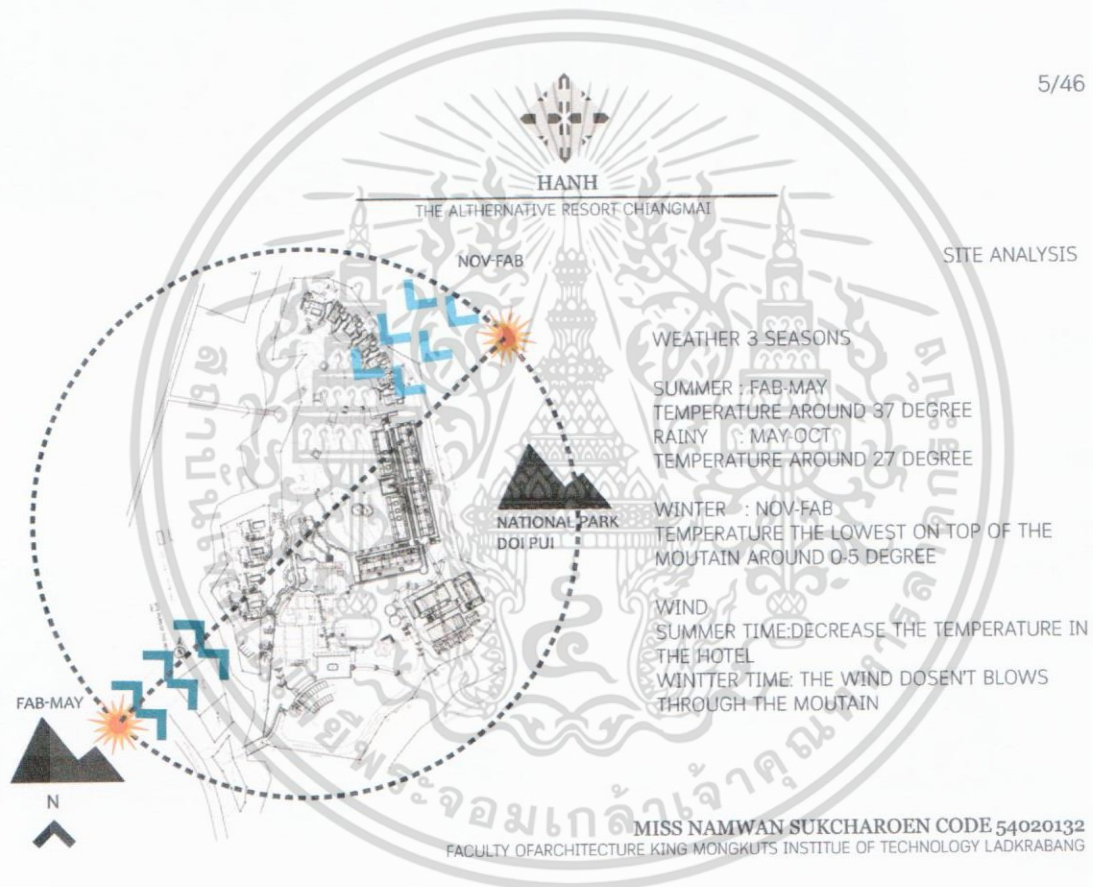 5/46
HANH
THE ALTHERNATIVE RESORT CHIANGMAI
SITE ANALYSIS
NOV-FAB
WEATHER 3 SEASONS
SUMMER : FAB-MAY
TEMPERATURE AROUND 37 DEGREE
RAINY : MAY-OCT
TEMPERATURE AROUND 27 DEGREE
NATIONAL PARK
DOI PUI
WINTER : NOV-FAB
TEMPERATURE THE LOWEST ON TOP OF THE
MOUTAIN AROUND 0-5 DEGREE
WIND
SUMMER TIME:DECREASE THE TEMPERATURE IN
THE HOTEL
WINTTER TIME: THE WIND DOSEN'T BLOWS
THROUGH THE MOUTAIN
FAB-MAY
N
MISS NAMWAN SUKCHAROEN CODE 54020132
FACULTY OFARCHITECTURE KING MONGKUTS INSTITUE OF TECHNOLOGY LADKRABANG